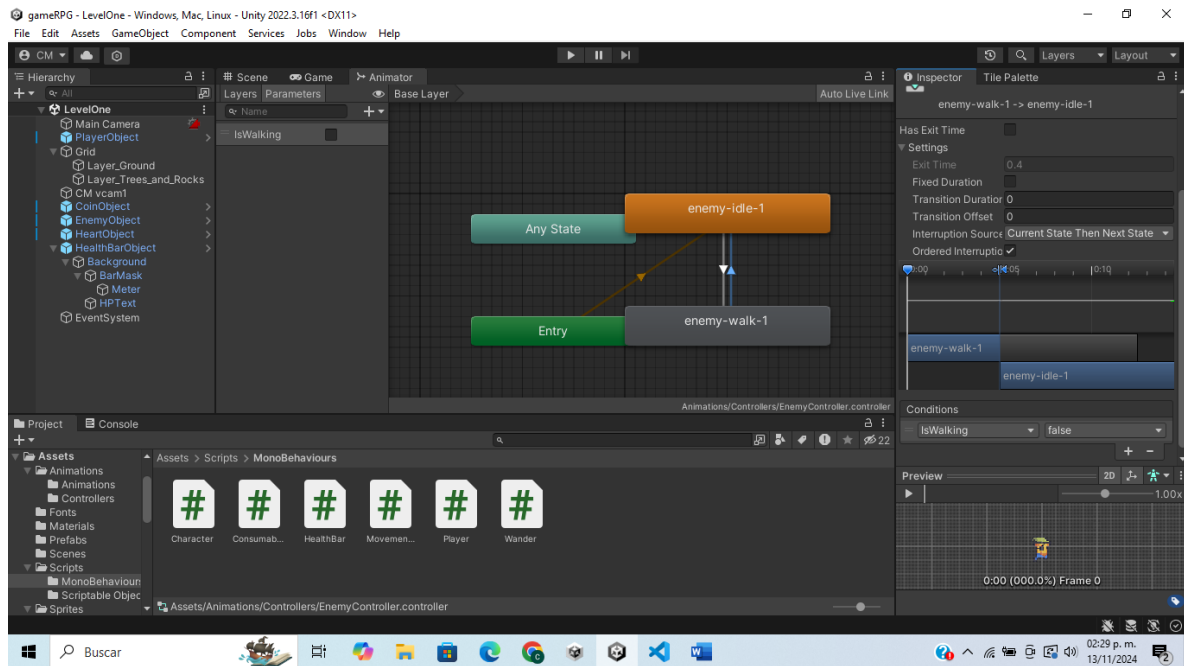 gameRPG - LevelOne - Windows, Mac, Linux - Unity 2022.3.16f1 <DX11>
File Edit Assets GameObject Component Services Jobs Window Help
CM Layers Layout
Hierarchy Scene Game Animator Inspector Tile Palette
All Layers Parameters Base Layer Auto Live Link
Name
LevelOne
Main Camera
PlayerObject
Grid
Layer_Ground
Layer_Trees_and_Rocks
CM vcam1
CoinObject
EnemyObject
HeartObject
HealthBarObject
Background
BarMask
Meter
HPText
EventSystem
IsWalking
enemy-idle-1
Any State
enemy-walk-1
Entry
Animations/Controllers/EnemyController.controller
enemy-walk-1 -> enemy-idle-1
Has Exit Time
Settings
Exit Time 0.4
Fixed Duration
Transition Duration 0
Transition Offset 0
Interruption Source Current State Then Next State
Ordered Interruptio
0:00 0:05 0:10
enemy-walk-1
enemy-idle-1
Conditions
IsWalking false
Preview 2D
1.00x
0:00 (000.0%) Frame 0
Project Console
22
Assets
Animations
Animations
Controllers
Fonts
Materials
Prefabs
Scenes
Scripts
MonoBehaviours
Scriptable Objec
Sprites
Assets > Scripts > MonoBehaviours
Character Consumab... HealthBar Movemen... Player Wander
Assets/Animations/Controllers/EnemyController.controller
Buscar
02:29 p. m.
13/11/2024
2